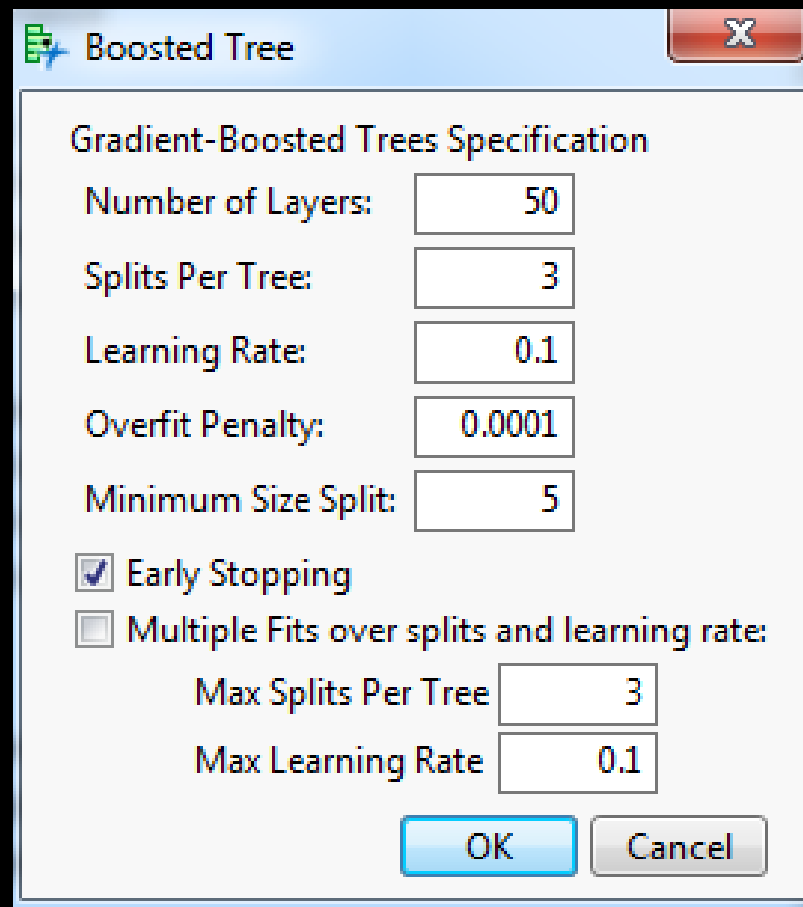 Boosted Tree
Gradient-Boosted Trees Specification
Number of Layers: 50
Splits Per Tree: 3
Learning Rate: 0.1
Overfit Penalty: 0.0001
Minimum Size Split: 5
Early Stopping
Multiple Fits over splits and learning rate:
Max Splits Per Tree 3
Max Learning Rate 0.1
OK Cancel